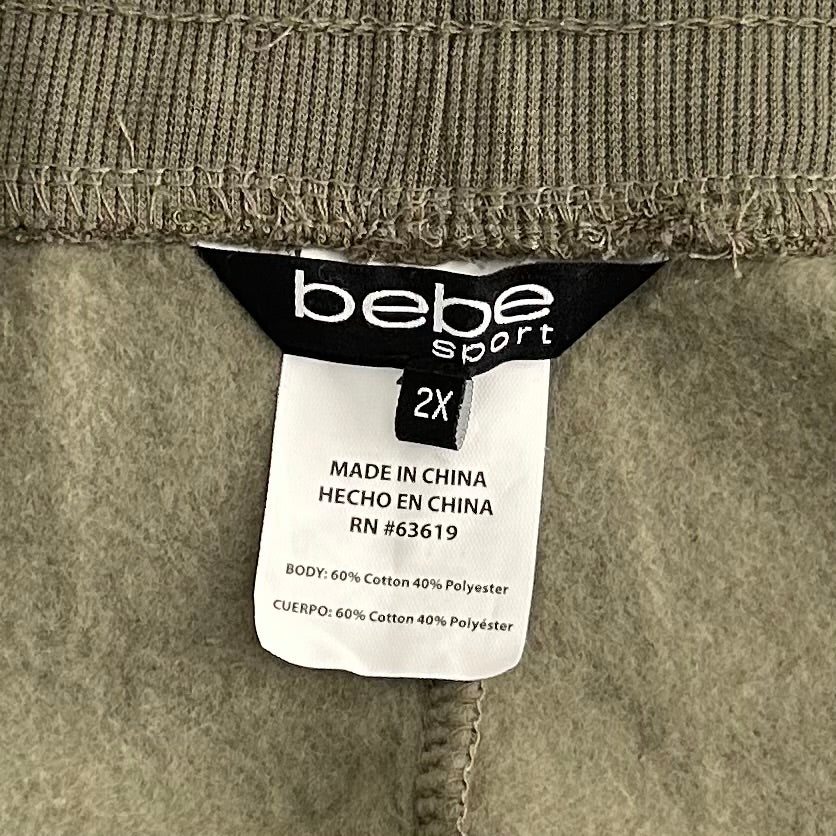 bebe
sport
2X
MADE IN CHINA
HECHO EN CHINA
RN #63619
BODY: 60% Cotton 40% Polyester
CUERPO: 60% Cotton 40% Polyéster